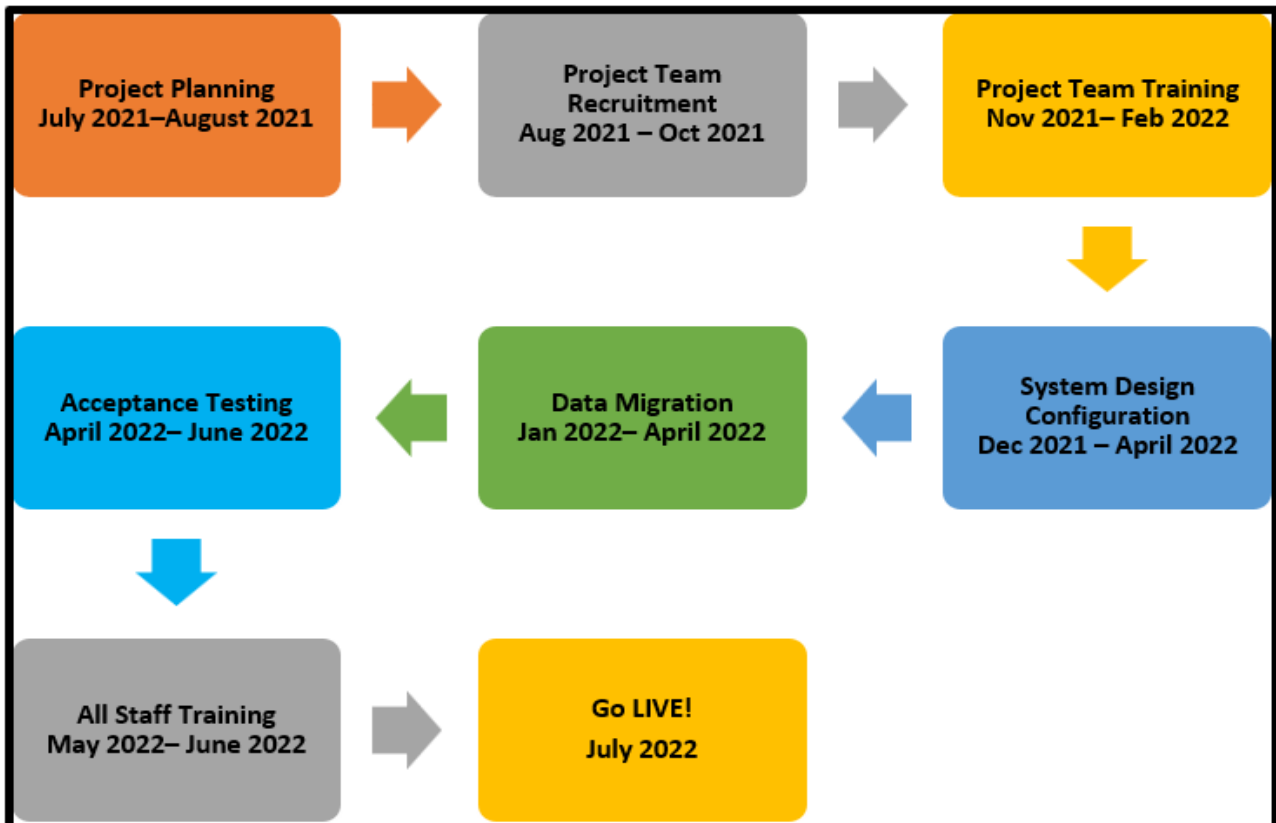 Project Planning
July 2021–August 2021
Project Team
Recruitment
Aug 2021 – Oct 2021
Project Team Training
Nov 2021– Feb 2022
System Design
Configuration
Dec 2021 – April 2022
Data Migration
Jan 2022– April 2022
Acceptance Testing
April 2022– June 2022
All Staff Training
May 2022– June 2022
Go LIVE!
July 2022